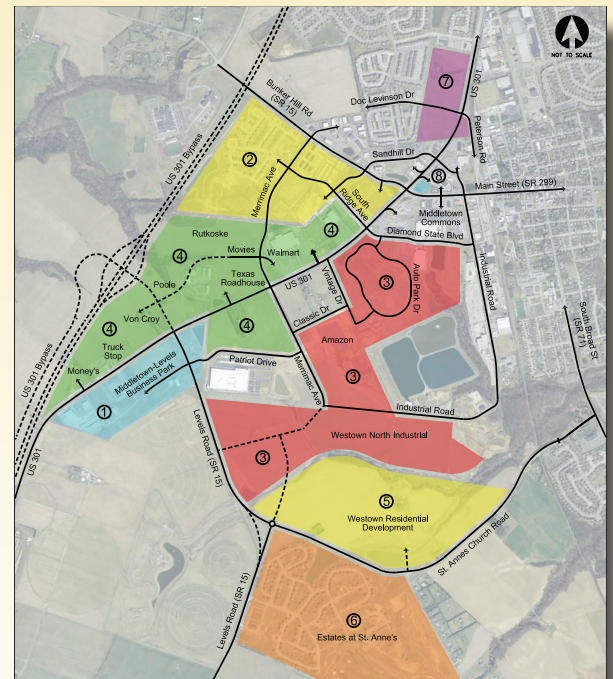 NOT TO SCALE
US 301
7
Doc Levinson Dr
Peterson Rd
Bunker Hill Rd
(SR 15)
US 301 Bypass
2
Merrimac Ave
Sandhill Dr
8
Main Street (SR 299)
South
Ridge Ave
Middletown
Commons
Diamond State Blvd
Rutkoske
4
4
Movies
Walmart
Texas
Roadhouse
US 301
Vintage Dr
3
Auto Park Dr
Industrial Road
South Broad St
(SR 71)
Poole
Von Croy
4
Truck
Stop
Money's
4
Classic Dr
Amazon
Patriot Drive
Middletown-Levels
Business Park
1
US 301 Bypass
US 301
Merrimac Ave
3
Industrial Road
Levels Road (SR 15)
Westown North Industrial
3
5
Westown Residential
Development
St. Annes Church Road
Levels Road (SR 15)
6
Estates at St. Anne's